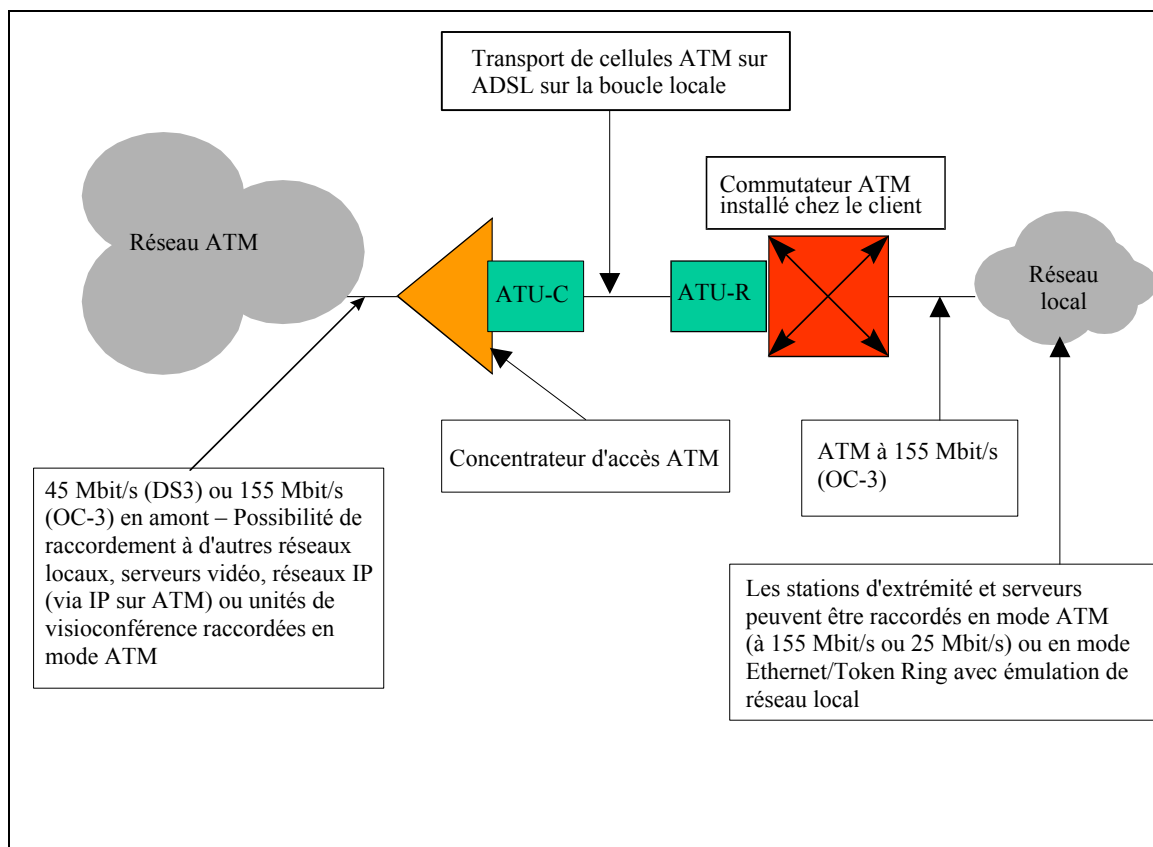 Transport de cellules ATM sur
ADSL sur la boucle locale
Commutateur ATM
installé chez le client
Réseau ATM
ATU-C
ATU-R
Réseau
local
Concentrateur d'accès ATM
ATM à 155 Mbit/s
(OC-3)
45 Mbit/s (DS3) ou 155 Mbit/s
(OC-3) en amont – Possibilité de
raccordement à d'autres réseaux
locaux, serveurs vidéo, réseaux IP
(via IP sur ATM) ou unités de
visioconférence raccordées en
mode ATM
Les stations d'extrémité et serveurs
peuvent être raccordés en mode ATM
(à 155 Mbit/s ou 25 Mbit/s) ou en mode
Ethernet/Token Ring avec émulation de
réseau local